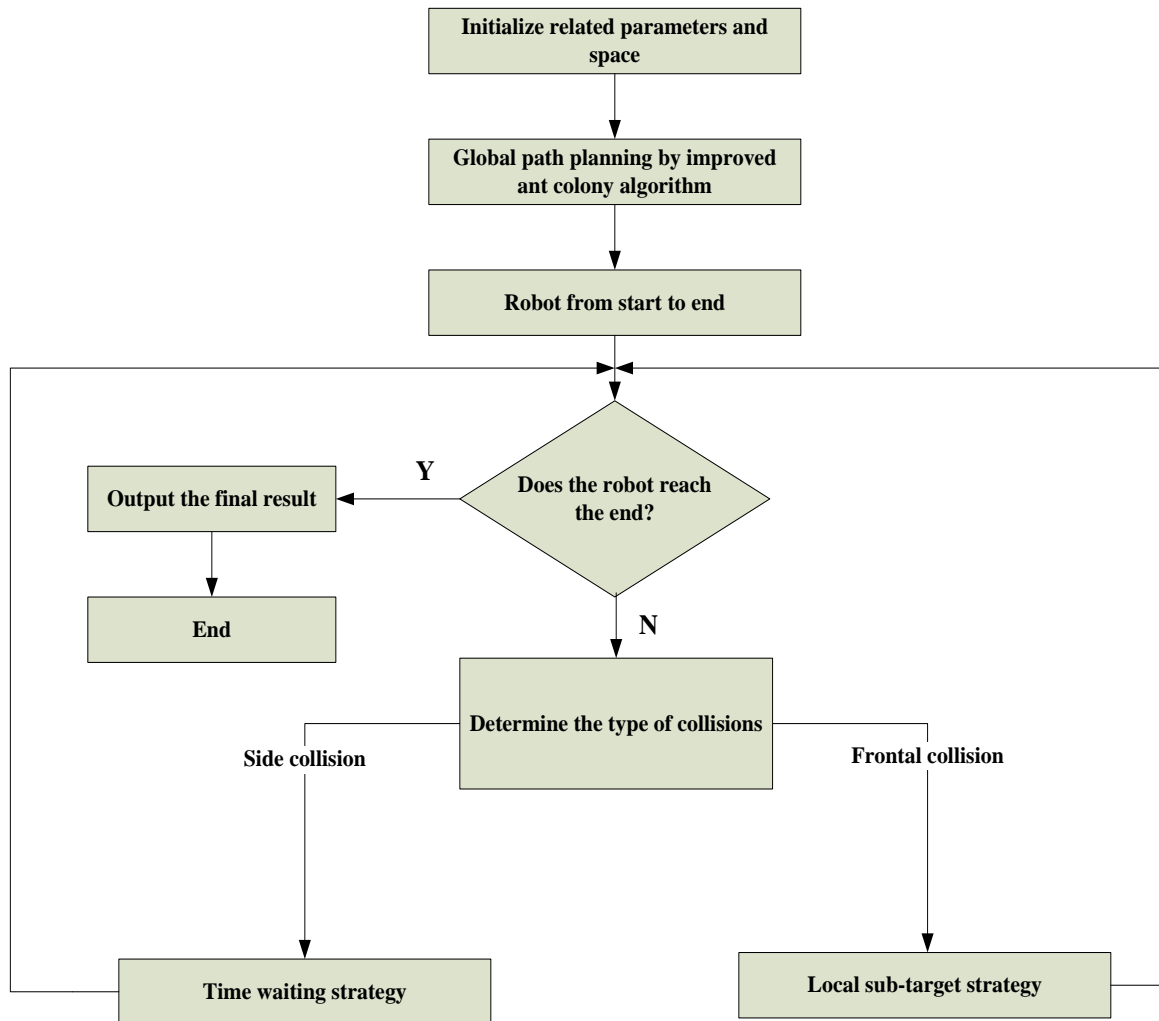 Initialize related parameters and
space
Global path planning by improved
ant colony algorithm
Robot from start to end
Does the robot reach
the end?
Y
Output the final result
End
N
Determine the type of collisions
Side collision
Frontal collision
Time waiting strategy
Local sub-target strategy